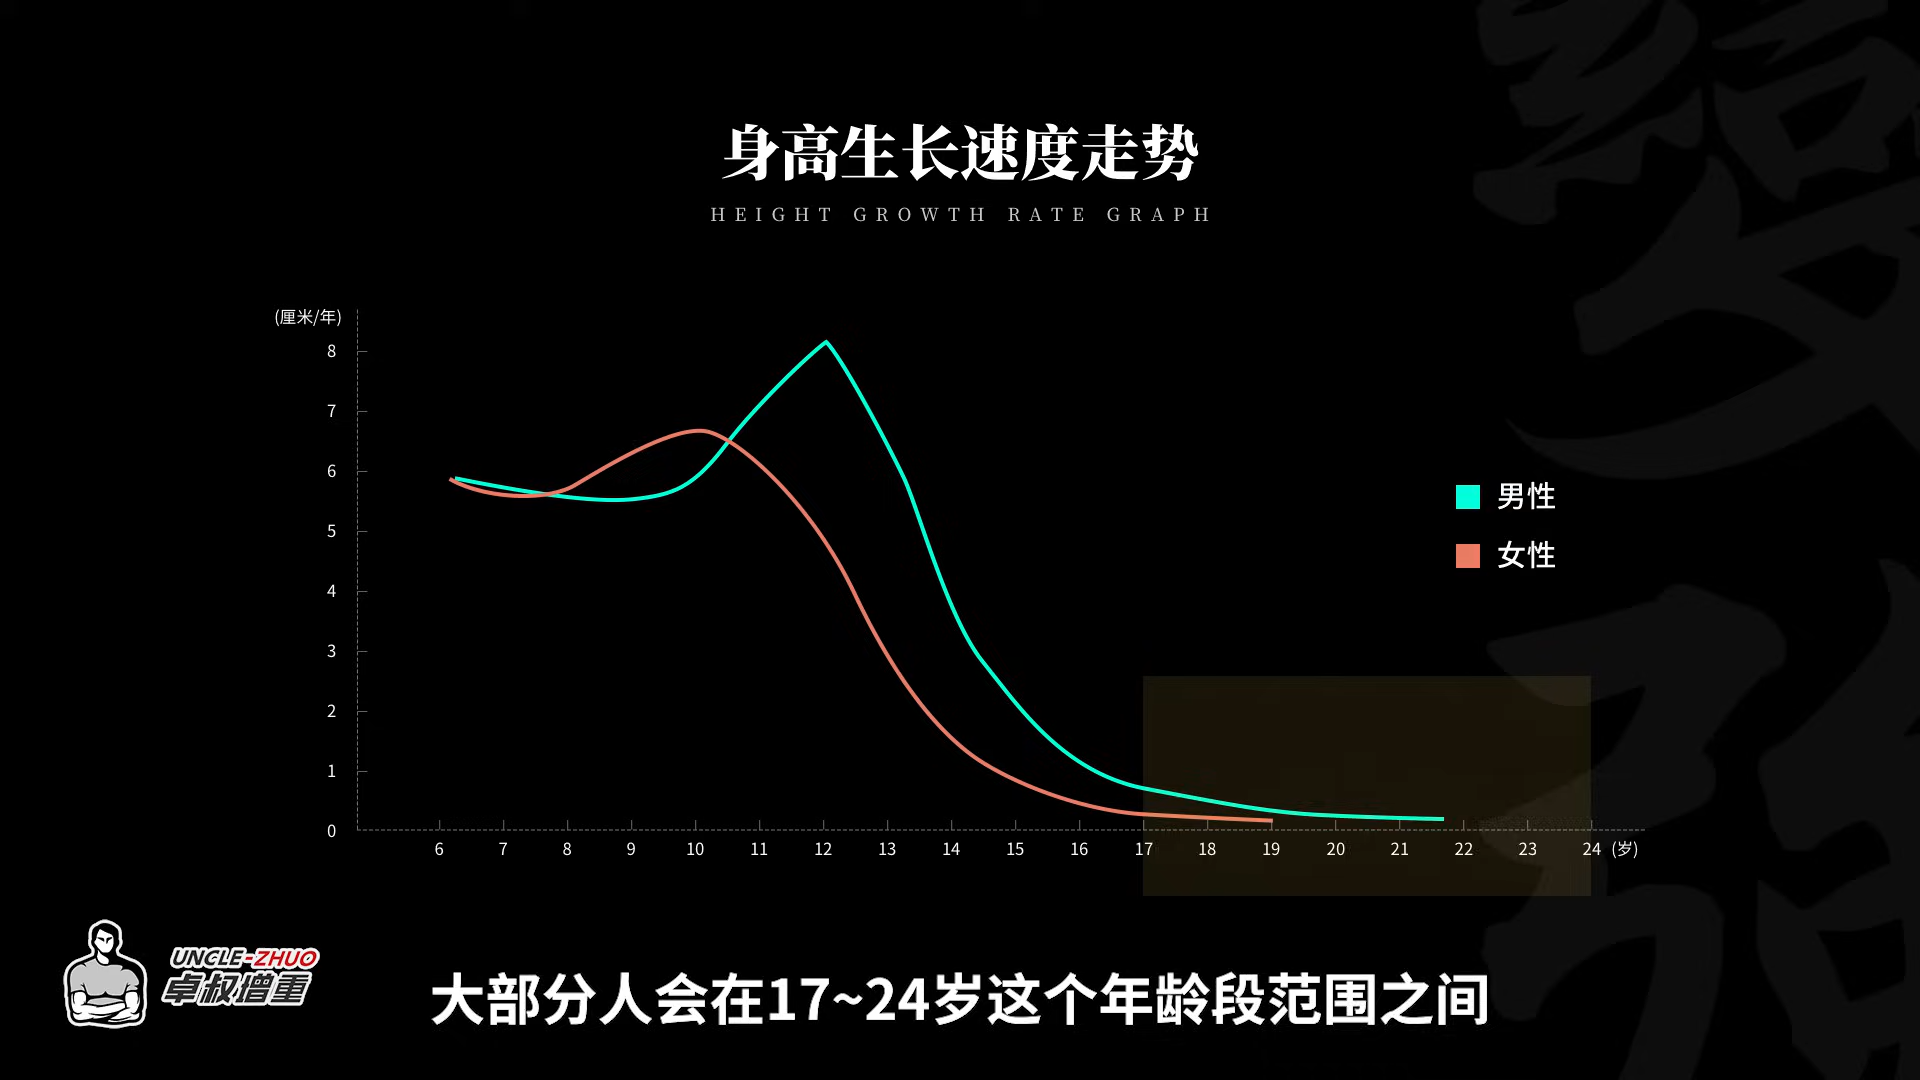 身高生长速度走势
HEIGHT GROWTH RATE GRAPH
(厘米/年)
8
7
6
5
4
3
2
1
0
6 7 8 9 10 11 12 13 14 15 16 17 18 19 20 21 22 23 24 (岁)
男性
女性
UNCLE-ZHUO
卓叔增重
大部分人会在17~24岁这个年龄段范围之间